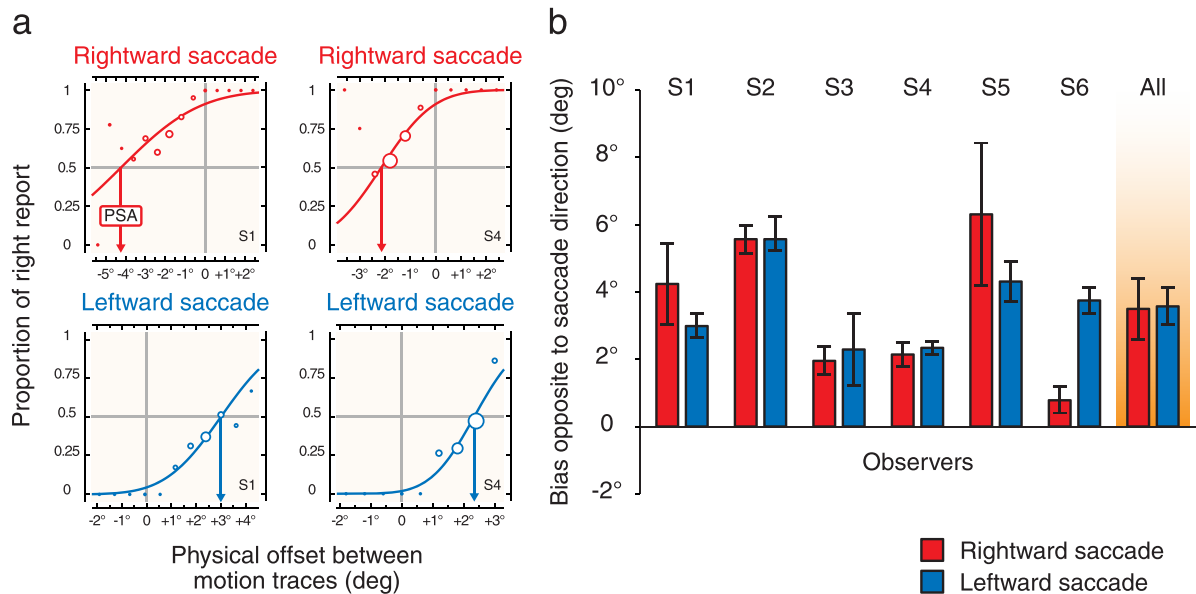 a
Rightward saccade
Rightward saccade
Proportion of right report
1
0.75
0.5
0.25
0
PSA
S1
-5° -4° -3° -2° -1° 0 +1° +2°
1
0.75
0.5
0.25
0
S4
-3° -2° -1° 0 +1° +2°
Leftward saccade
Leftward saccade
1
0.75
0.5
0.25
0
S1
-2° -1° 0 +1° +2° +3° +4°
1
0.75
0.5
0.25
0
S4
-2° -1° 0 +1° +2° +3°
Physical offset between
motion traces (deg)
b
Bias opposite to saccade direction (deg)
10°
8°
6°
4°
2°
0
-2°
S1 S2 S3 S4 S5 S6 All
Observers
Rightward saccade
Leftward saccade